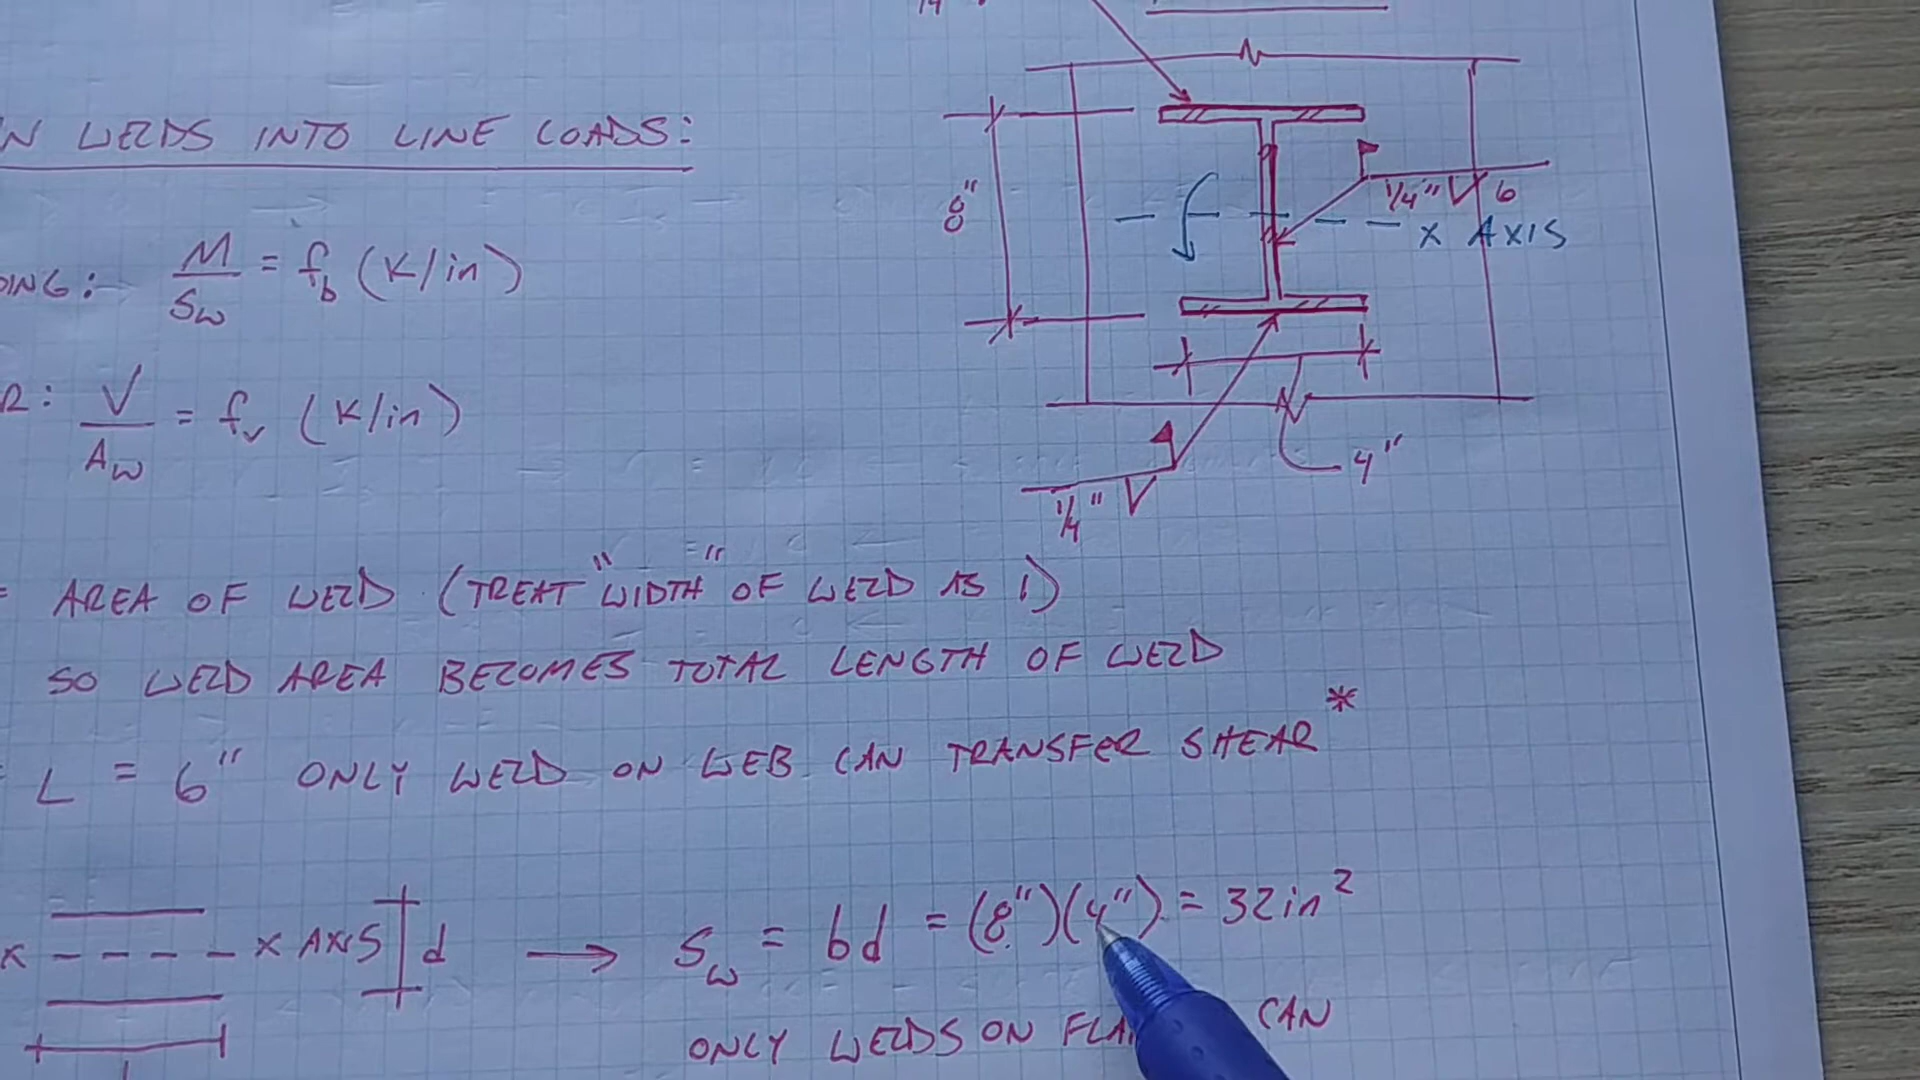 N WELDS INTO LINE LOADS:
DING:- M/Sw = fb (K/in)
R: V/Aw = fv (K/in)
= AREA OF WELD (TREAT "WIDTH" OF WELD AS 1)
SO WELD AREA BECOMES TOTAL LENGTH OF WELD
= L = 6" ONLY WELD ON WEB CAN TRANSFER SHEAR*
x x AXIS d → Sw = bd = (8")(4") = 32in²
ONLY WELDS ON FLA CAN
8"
1/4" 6
x AXIS
4"
1/4"